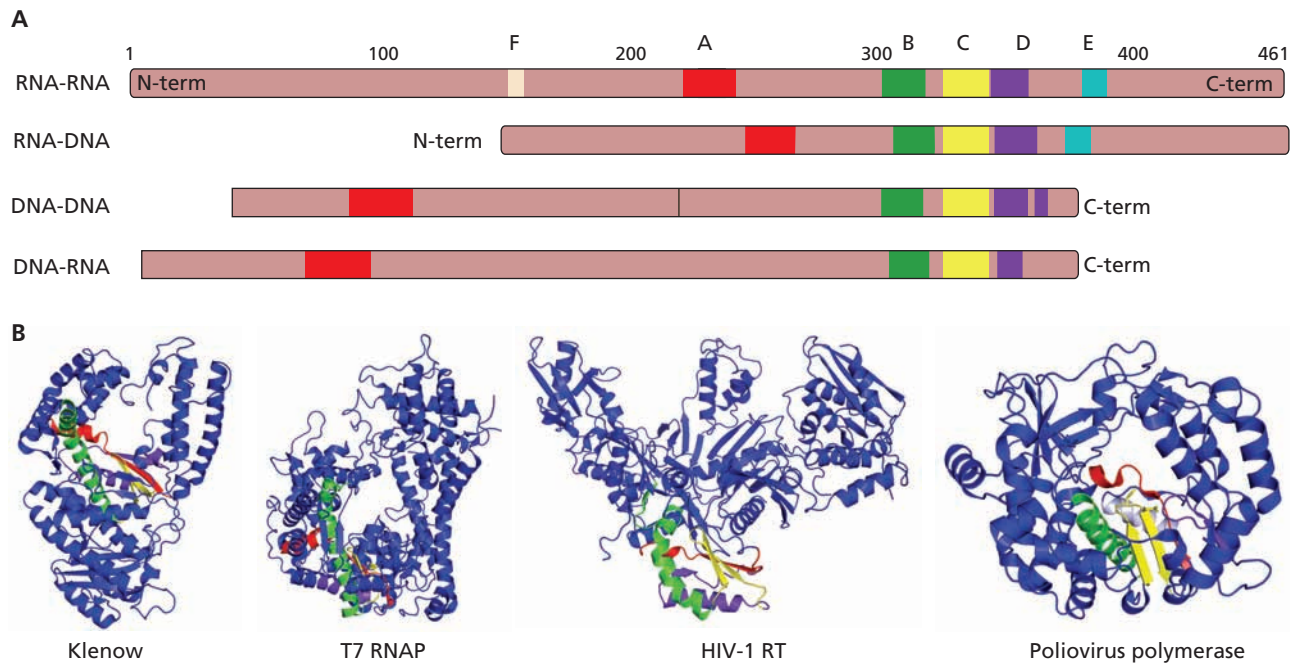 A
F A B C D E
1 100 200 300 400 461
RNA-RNA N-term C-term
RNA-DNA N-term
DNA-DNA C-term
DNA-RNA C-term
B
Klenow T7 RNAP HIV-1 RT Poliovirus polymerase